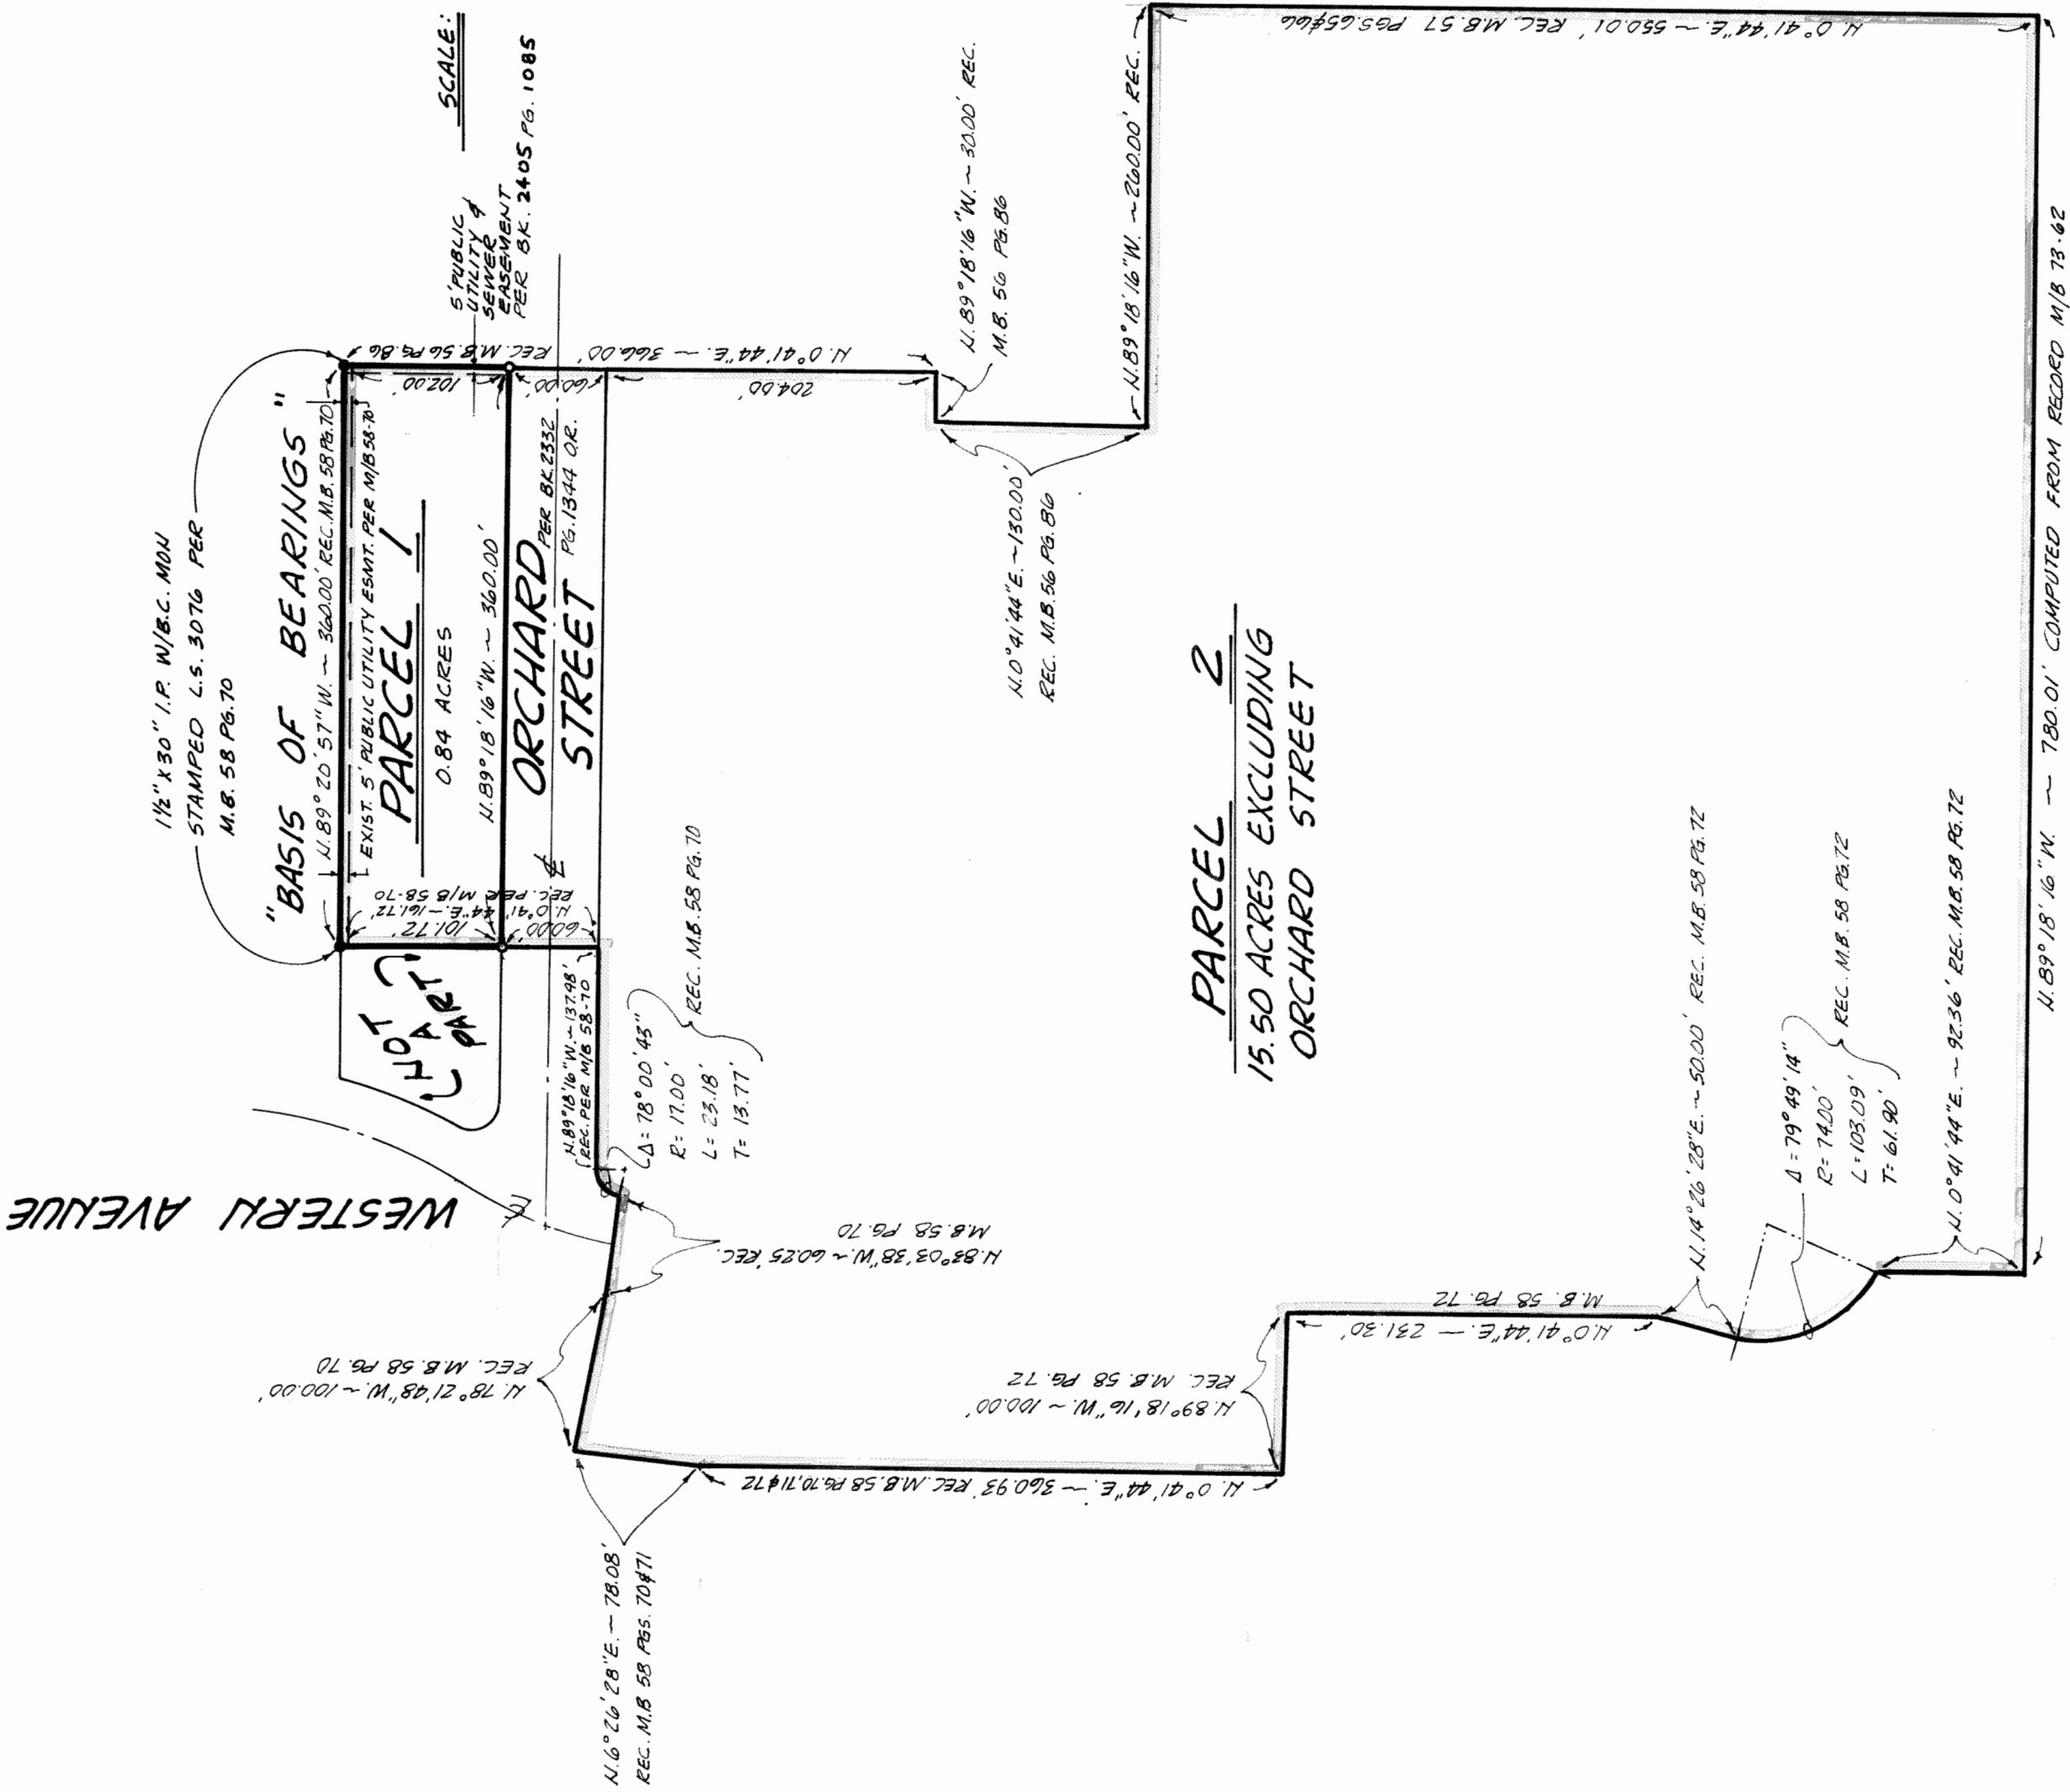 SCALE:
5' PUBLIC
UTILITY &
SEWER
EASEMENT
PER BK. 2405 PG. 1085
1½" X 30" I.P. W/B.C. MON
STAMPED L.S. 3076 PER
M.B. 58 PG. 70
"BASIS OF BEARINGS"
N. 89° 20' 57" W. ~ 360.00' REC. M.B. 58 PG. 70
EXIST. 5' PUBLIC UTILITY ESMT. PER M/B 58-70
PARCEL 1
0.84 ACRES
N. 89° 18' 16" W. ~ 360.00'
102.00'
N. 0° 41' 44" E. ~ 366.00' REC. M.B. 56 PG. 86
60.00'
204.00'
101.72'
N. 0° 41' 44" E. ~ 161.72'
REC. PER M/B 58-70
60.00'
NOT
A
PART
ORCHARD
STREET
PER BK. 2332
PG. 1344 O.R.
WESTERN AVENUE
N. 89° 18' 16" W. ~ 137.98'
REC. PER M/B 58-70
Δ = 78° 00' 43"
R = 17.00'
L = 23.18'
T = 13.77'
REC. M.B. 58 PG. 70
N. 83° 03' 38" W. ~ 60.25' REC.
M.B. 58 PG. 70
N. 78° 21' 48" W. ~ 100.00'
REC. M.B. 58 PG. 70
N. 6° 26' 28" E. ~ 78.08'
REC. M.B. 58 PGS. 70 & 71
N. 0° 41' 44" E. ~ 360.93' REC. M.B. 58 PG. 70, 71 & 72
N. 89° 18' 16" W. ~ 100.00'
REC. M.B. 58 PG. 72
N. 0° 41' 44" E. ~ 231.30'
M.B. 58 PG. 72
N. 14° 26' 28" E. ~ 50.00' REC. M.B. 58 PG. 72
Δ = 79° 49' 14"
R = 74.00'
L = 103.09'
T = 61.90'
REC. M.B. 58 PG. 72
N. 0° 41' 44" E. ~ 92.36' REC. M.B. 58 PG. 72
PARCEL 2
15.50 ACRES EXCLUDING
ORCHARD STREET
N. 89° 18' 16" W. ~ 30.00' REC.
M.B. 56 PG. 86
N. 0° 41' 44" E. ~ 130.00'
REC. M.B. 56 PG. 86
N. 89° 18' 16" W. ~ 260.00' REC.
N. 0° 41' 44" E. ~ 550.01' REC. M.B. 57 PGS. 65 & 66
N. 89° 18' 16" W. ~ 780.01' COMPUTED FROM RECORD M/B 73-62